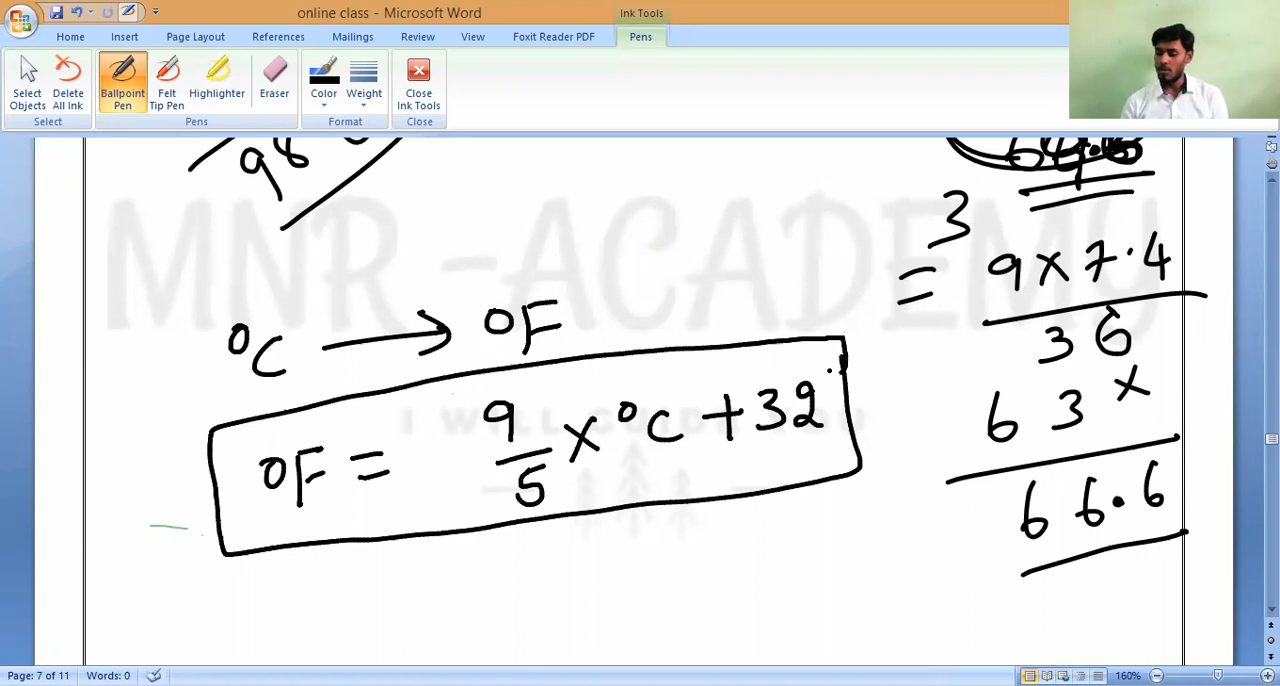 online class - Microsoft Word
Ink Tools
Home Insert Page Layout References Mailings Review View Foxit Reader PDF Pens
Select Objects Delete All Ink Ballpoint Pen Felt Tip Pen Highlighter Eraser Color Weight Close Ink Tools
Select Pens Format Close
98
MNR-ACADEMY
I WILL GUIDE YOU
3
= 9×7.4
36
63×
66.6
°C → °F
°F = 9/5 × °C + 32
Page: 7 of 11 Words: 0 160%